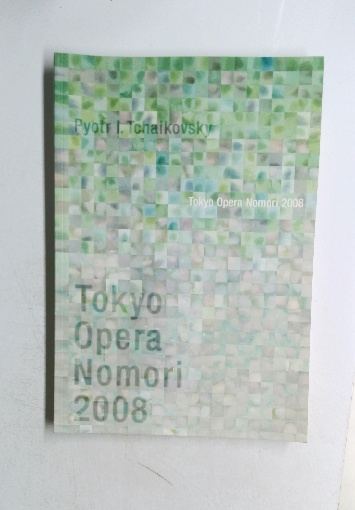 Pyotr I. Tchaikovsky
Tokyo Opera Nomori 2008
Tokyo
Opera
Nomori
2008